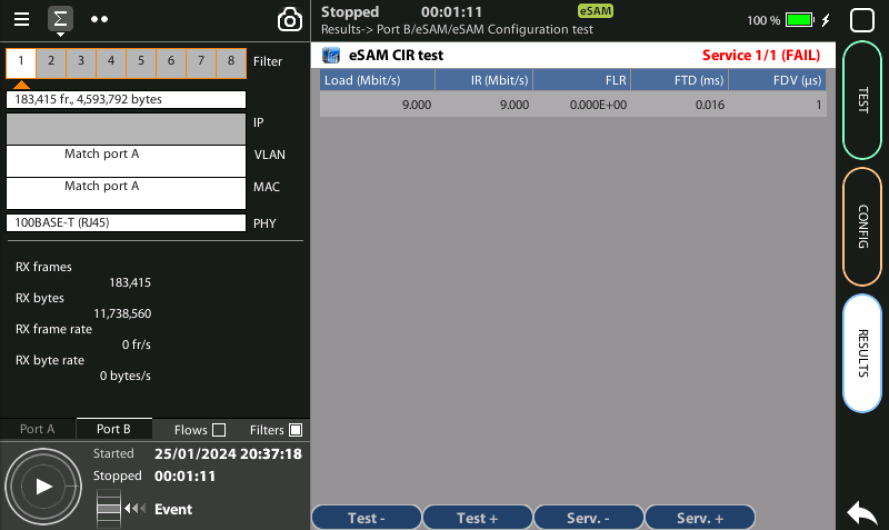 Stopped 00:01:11 eSAM 100 %
Results-> Port B/eSAM/eSAM Configuration test
1 2 3 4 5 6 7 8 Filter
183,415 fr., 4,593,792 bytes
IP
Match port A VLAN
Match port A MAC
100BASE-T (RJ45) PHY
RX frames
183,415
RX bytes
11,738,560
RX frame rate
0 fr/s
RX byte rate
0 bytes/s
Port A Port B Flows Filters
Started 25/01/2024 20:37:18
Stopped 00:01:11
Event
eSAM CIR test Service 1/1 (FAIL)
Load (Mbit/s) IR (Mbit/s) FLR FTD (ms) FDV (µs)
9.000 9.000 0.000E+00 0.016 1
Test - Test + Serv. - Serv. +
TEST
CONFIG
RESULTS